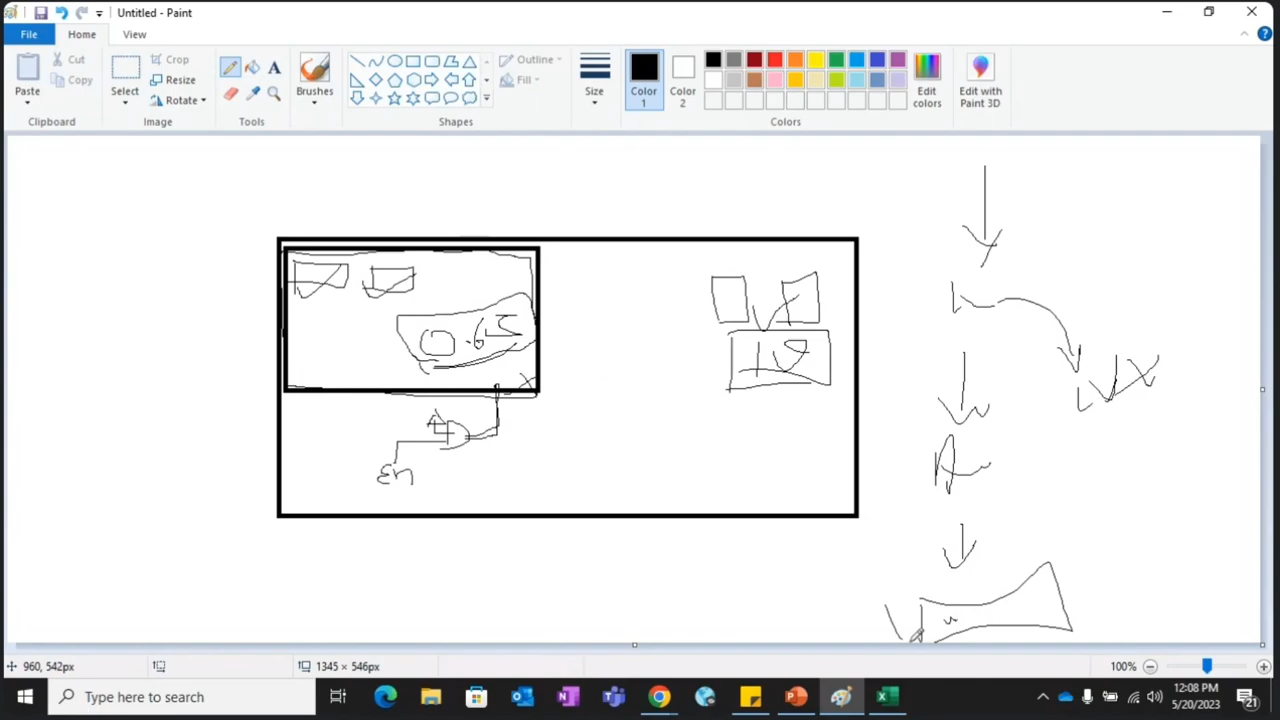 Untitled - Paint
File
Home
View
Paste
Cut
Copy
Clipboard
Select
Crop
Resize
Rotate
Image
Tools
Brushes
Shapes
Outline
Fill
Size
Color 1
Color 2
Edit colors
Edit with Paint 3D
Colors
En
960, 542px
1345 × 546px
100%
Type here to search
12:08 PM
5/20/2023
21